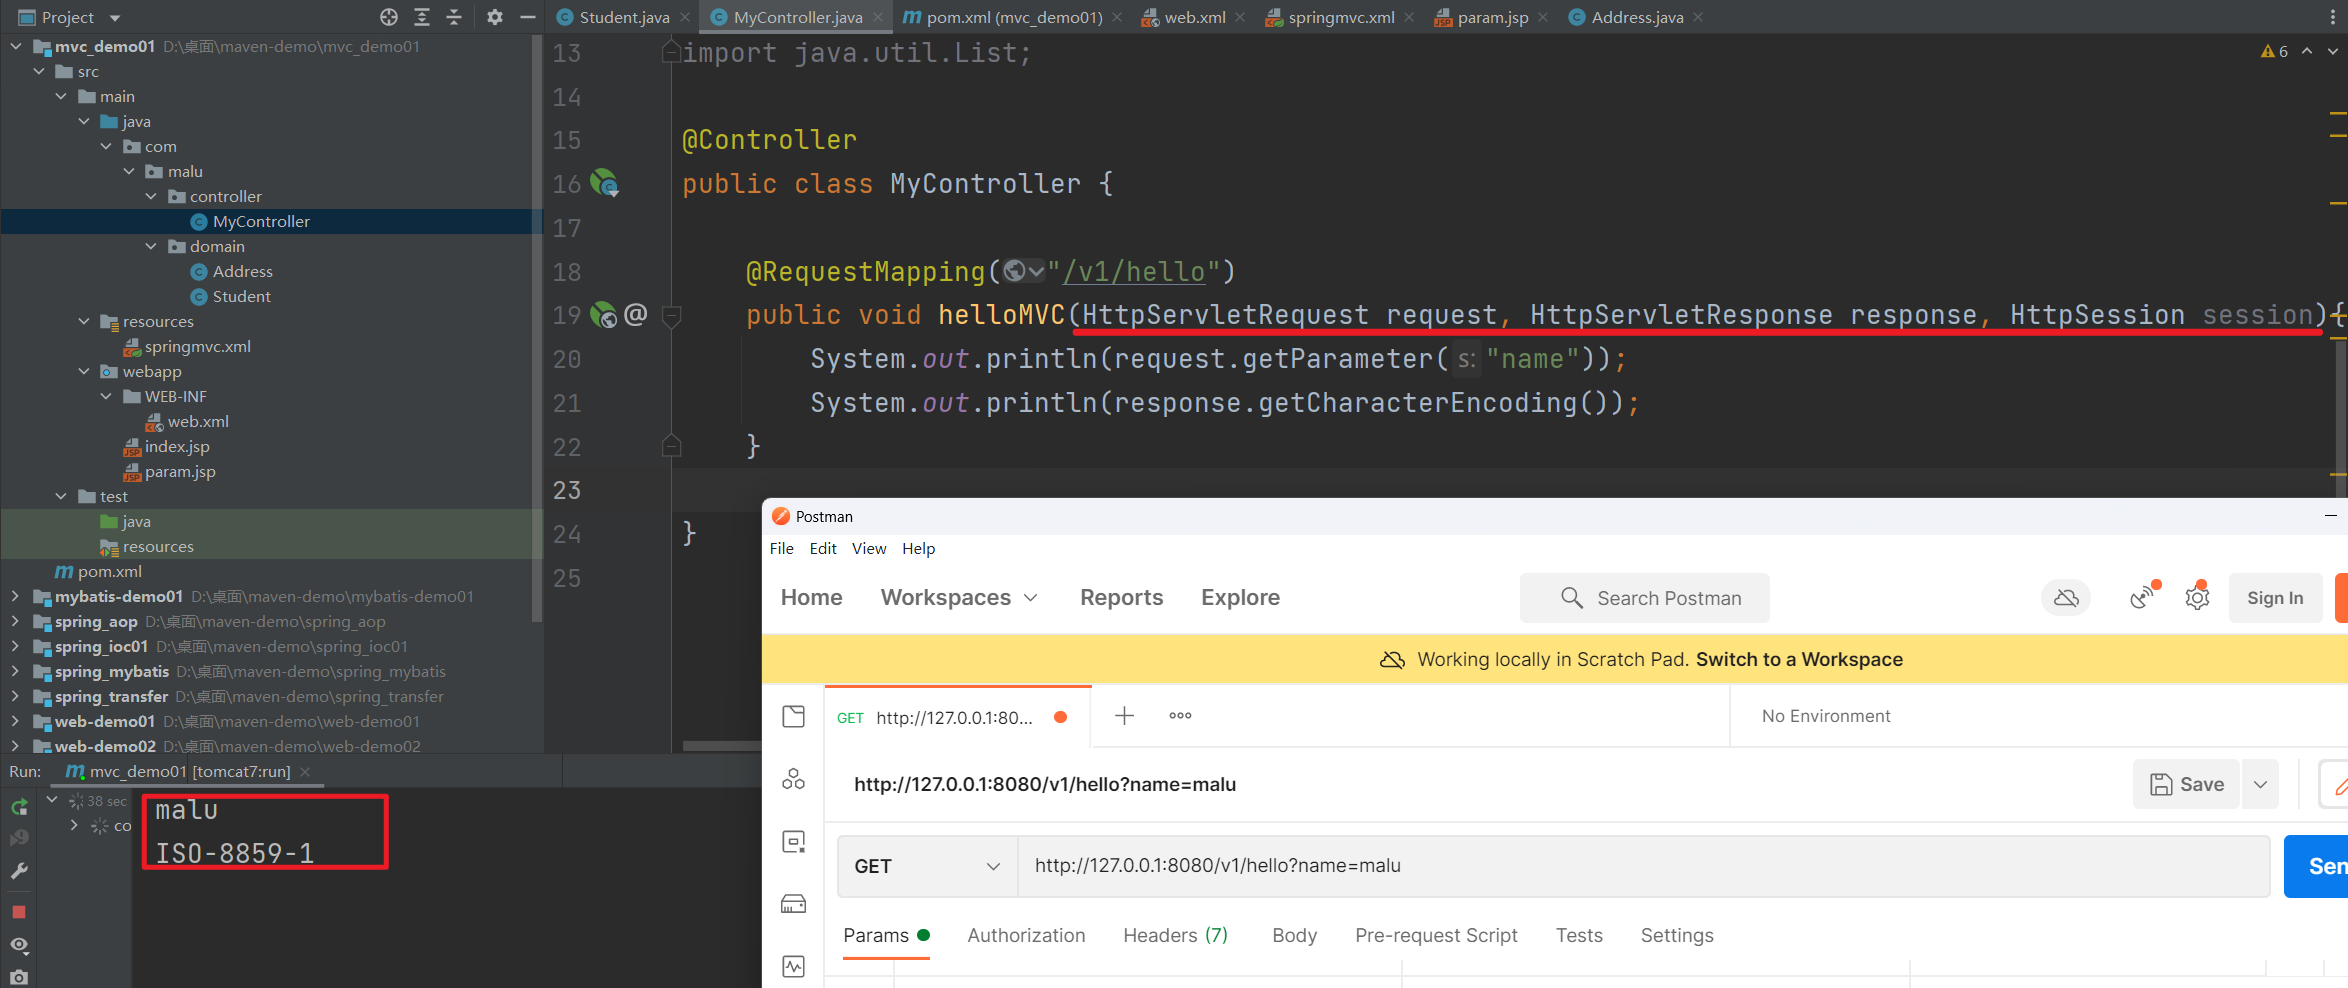 Project
Student.java
MyController.java
pom.xml (mvc_demo01)
web.xml
springmvc.xml
param.jsp
Address.java
mvc_demo01 D:\桌面\maven-demo\mvc_demo01
src
main
java
com
malu
controller
MyController
domain
Address
Student
resources
springmvc.xml
webapp
WEB-INF
web.xml
index.jsp
param.jsp
test
java
resources
pom.xml
mybatis-demo01 D:\桌面\maven-demo\mybatis-demo01
spring_aop D:\桌面\maven-demo\spring_aop
spring_ioc01 D:\桌面\maven-demo\spring_ioc01
spring_mybatis D:\桌面\maven-demo\spring_mybatis
spring_transfer D:\桌面\maven-demo\spring_transfer
web-demo01 D:\桌面\maven-demo\web-demo01
web-demo02 D:\桌面\maven-demo\web-demo02
6
13 import java.util.List;
14
15 @Controller
16 public class MyController {
17
18 @RequestMapping("/v1/hello")
19 @ public void helloMVC(HttpServletRequest request, HttpServletResponse response, HttpSession session){
20 System.out.println(request.getParameter( s: "name"));
21 System.out.println(response.getCharacterEncoding());
22 }
23
24 }
25
Run: mvc_demo01 [tomcat7:run]
38 sec
co
malu
ISO-8859-1
Postman
File Edit View Help
Home Workspaces Reports Explore
Search Postman
Sign In
Working locally in Scratch Pad. Switch to a Workspace
GET http://127.0.0.1:80...
No Environment
http://127.0.0.1:8080/v1/hello?name=malu
Save
GET
http://127.0.0.1:8080/v1/hello?name=malu
Sen
Params Authorization Headers (7) Body Pre-request Script Tests Settings